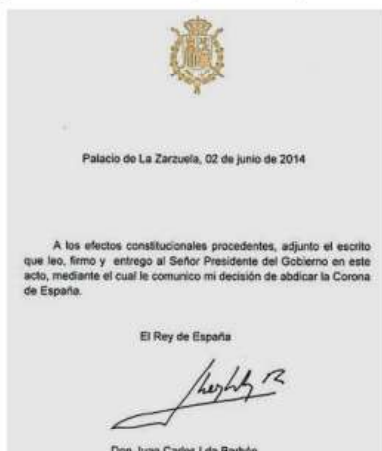 Palacio de La Zarzuela, 02 de junio de 2014
A los efectos constitucionales procedentes, adjunto el escrito
que leo, firmo y entrego al Señor Presidente del Gobierno en este
acto, mediante el cual le comunico mi decisión de abdicar la Corona
de España.
El Rey de España
Don Juan Carlos I de Borbón